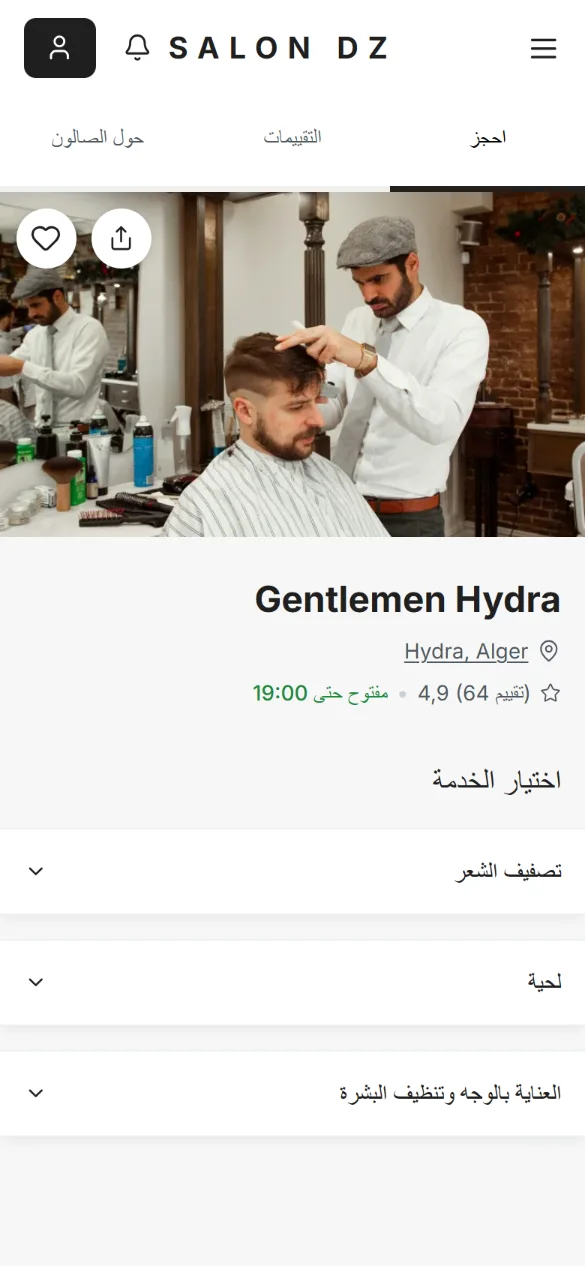 SALON DZ
احجز
التقييمات
حول الصالون
Gentlemen Hydra
Hydra, Alger
4,9 (64 تقييم) • مفتوح حتى 19:00
اختيار الخدمة
تصفيف الشعر
لحية
العناية بالوجه وتنظيف البشرة